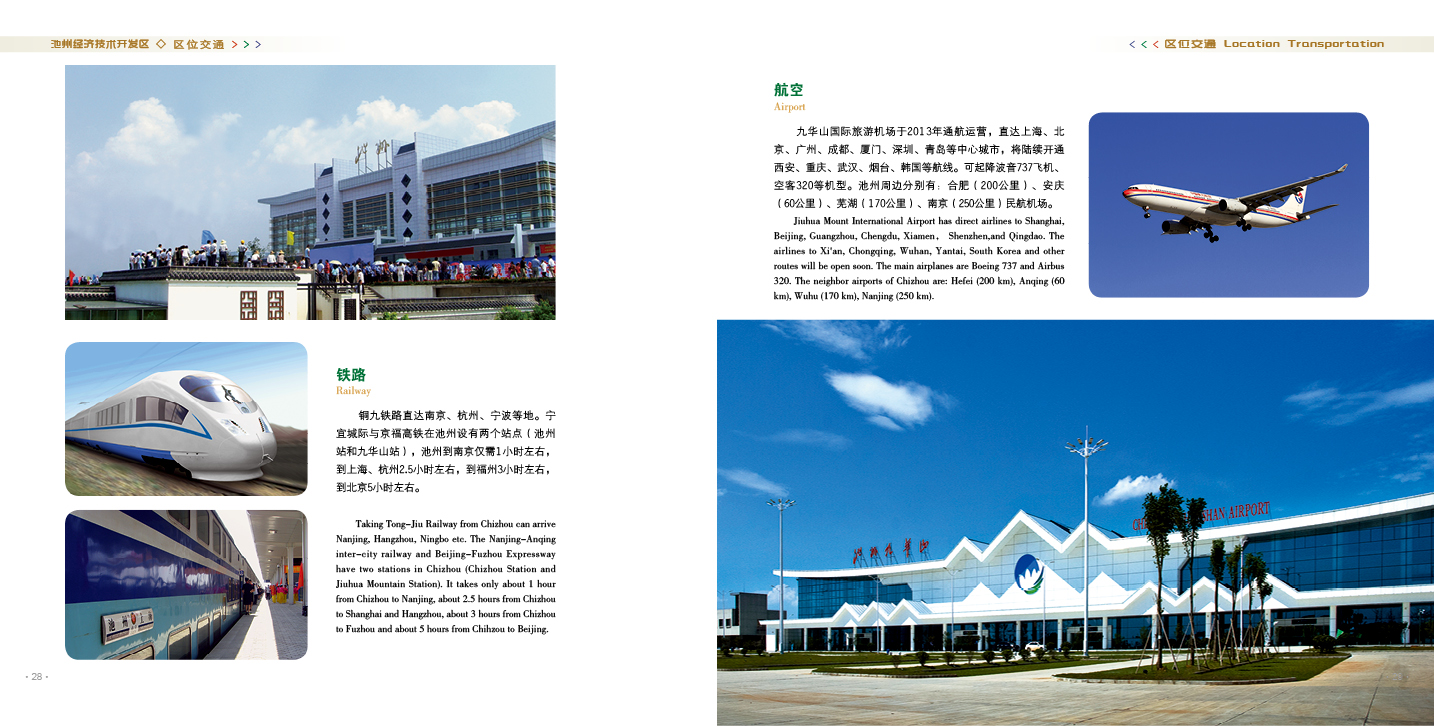 池州经济技术开发区 ◇ 区位交通 > > >
< < < 区位交通 Location Transportation
池州
铁路
Railway
铜九铁路直达南京、杭州、宁波等地。宁
宜城际与京福高铁在池州设有两个站点（池州
站和九华山站），池州到南京仅需1小时左右，
到上海、杭州2.5小时左右，到福州3小时左右，
到北京5小时左右。
Taking Tong-Jiu Railway from Chizhou can arrive
Nanjing, Hangzhou, Ningbo etc. The Nanjing-Anqing
inter-city railway and Beijing-Fuzhou Expressway
have two stations in Chizhou (Chizhou Station and
Jiuhua Mountain Station). It takes only about 1 hour
from Chizhou to Nanjing, about 2.5 hours from Chizhou
to Shanghai and Hangzhou, about 3 hours from Chizhou
to Fuzhou and about 5 hours from Chihzou to Beijing.
池州 上海
· 28 ·
航空
Airport
九华山国际旅游机场于2013年通航运营，直达上海、北
京、广州、成都、厦门、深圳、青岛等中心城市，将陆续开通
西安、重庆、武汉、烟台、韩国等航线。可起降波音737飞机、
空客320等机型。池州周边分别有：合肥（200公里）、安庆
（60公里）、芜湖（170公里）、南京（250公里）民航机场。
Jiuhua Mount International Airport has direct airlines to Shanghai,
Beijing, Guangzhou, Chengdu, Xiamen， Shenzhen,and Qingdao. The
airlines to Xi'an, Chongqing, Wuhan, Yantai, South Korea and other
routes will be open soon. The main airplanes are Boeing 737 and Airbus
320. The neighbor airports of Chizhou are: Hefei (200 km), Anqing (60
km), Wuhu (170 km), Nanjing (250 km).